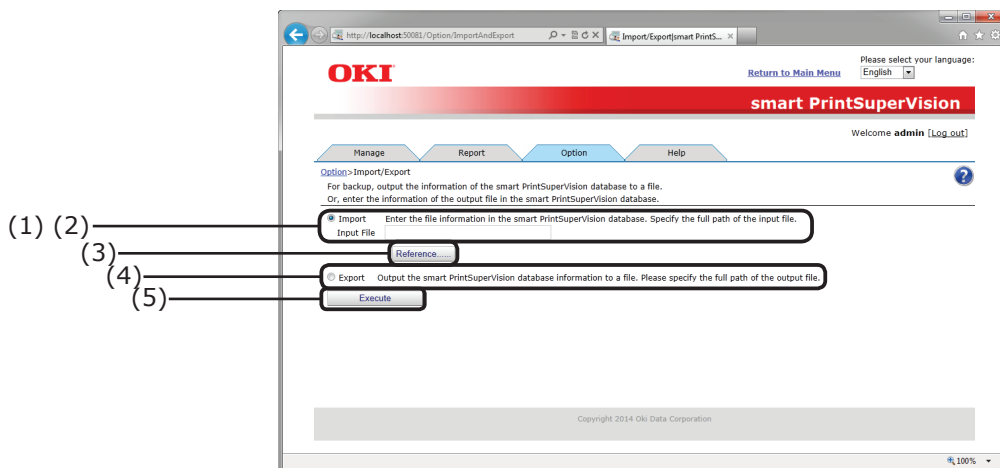 http://localhost:50081/Option/ImportAndExport
Import/Export|smart PrintS...
OKI
Return to Main Menu
Please select your language:
English
smart PrintSuperVision
Welcome admin [Log out]
Manage
Report
Option
Help
Option>Import/Export
?
For backup, output the information of the smart PrintSuperVision database to a file.
Or, enter the information of the output file in the smart PrintSuperVision database.
(1) (2)
Import Enter the file information in the smart PrintSuperVision database. Specify the full path of the input file.
Input File
(3)
Reference......
(4)
Export Output the smart PrintSuperVision database information to a file. Please specify the full path of the output file.
(5)
Execute
Copyright 2014 Oki Data Corporation
100%